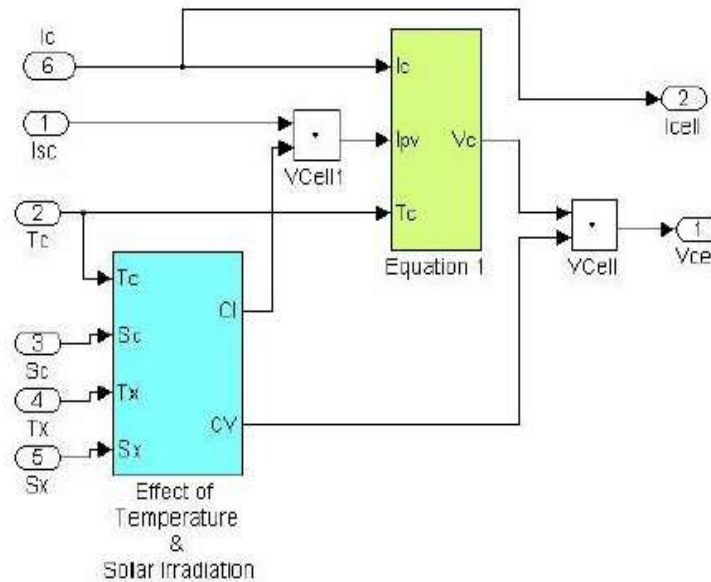 Ic
6
1
Isc
2
Tc
3
Sc
4
Tx
5
Sx
VCell1
Ic
Ipv
Vc
Tc
Equation 1
Tc
Sc
Tx
Sx
CI
CV
Effect of
Temperature
&
Solar Irradiation
VCell
2
Icell
1
Vce